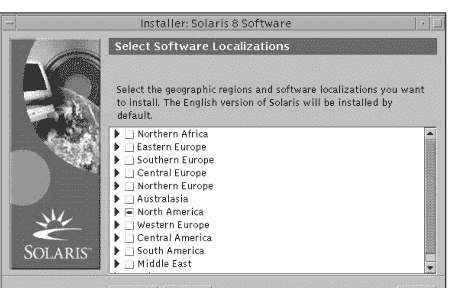 Installer: Solaris 8 Software
Select Software Localizations
Select the geographic regions and software localizations you want
to install. The English version of Solaris will be installed by
default.
Northern Africa
Eastern Europe
Southern Europe
Central Europe
Northern Europe
Australasia
North America
Western Europe
Central America
South America
Middle East
SOLARIS™